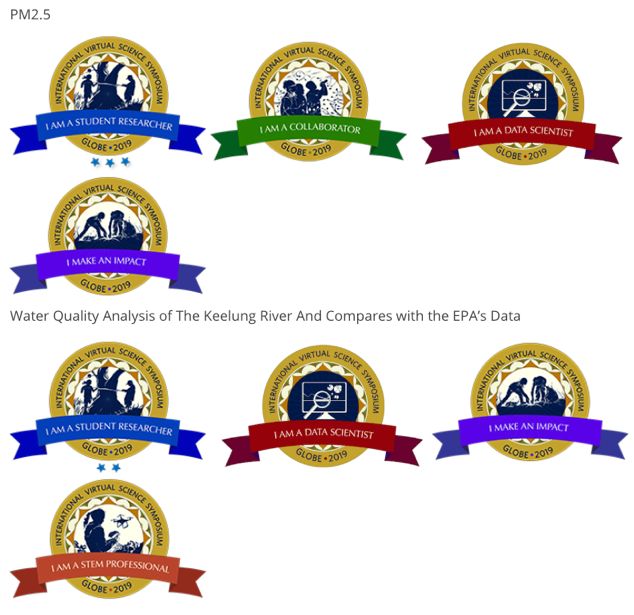 PM2.5
INTERNATIONAL VIRTUAL SCIENCE SYMPOSIUM
I AM A STUDENT RESEARCHER
GLOBE • 2019
INTERNATIONAL VIRTUAL SCIENCE SYMPOSIUM
I AM A COLLABORATOR
GLOBE • 2019
INTERNATIONAL VIRTUAL SCIENCE SYMPOSIUM
I AM A DATA SCIENTIST
GLOBE • 2019
INTERNATIONAL VIRTUAL SCIENCE SYMPOSIUM
I MAKE AN IMPACT
GLOBE • 2019
Water Quality Analysis of The Keelung River And Compares with the EPA’s Data
INTERNATIONAL VIRTUAL SCIENCE SYMPOSIUM
I AM A STUDENT RESEARCHER
GLOBE • 2019
INTERNATIONAL VIRTUAL SCIENCE SYMPOSIUM
I AM A DATA SCIENTIST
GLOBE • 2019
INTERNATIONAL VIRTUAL SCIENCE SYMPOSIUM
I MAKE AN IMPACT
GLOBE • 2019
INTERNATIONAL VIRTUAL SCIENCE SYMPOSIUM
I AM A STEM PROFESSIONAL
GLOBE • 2019